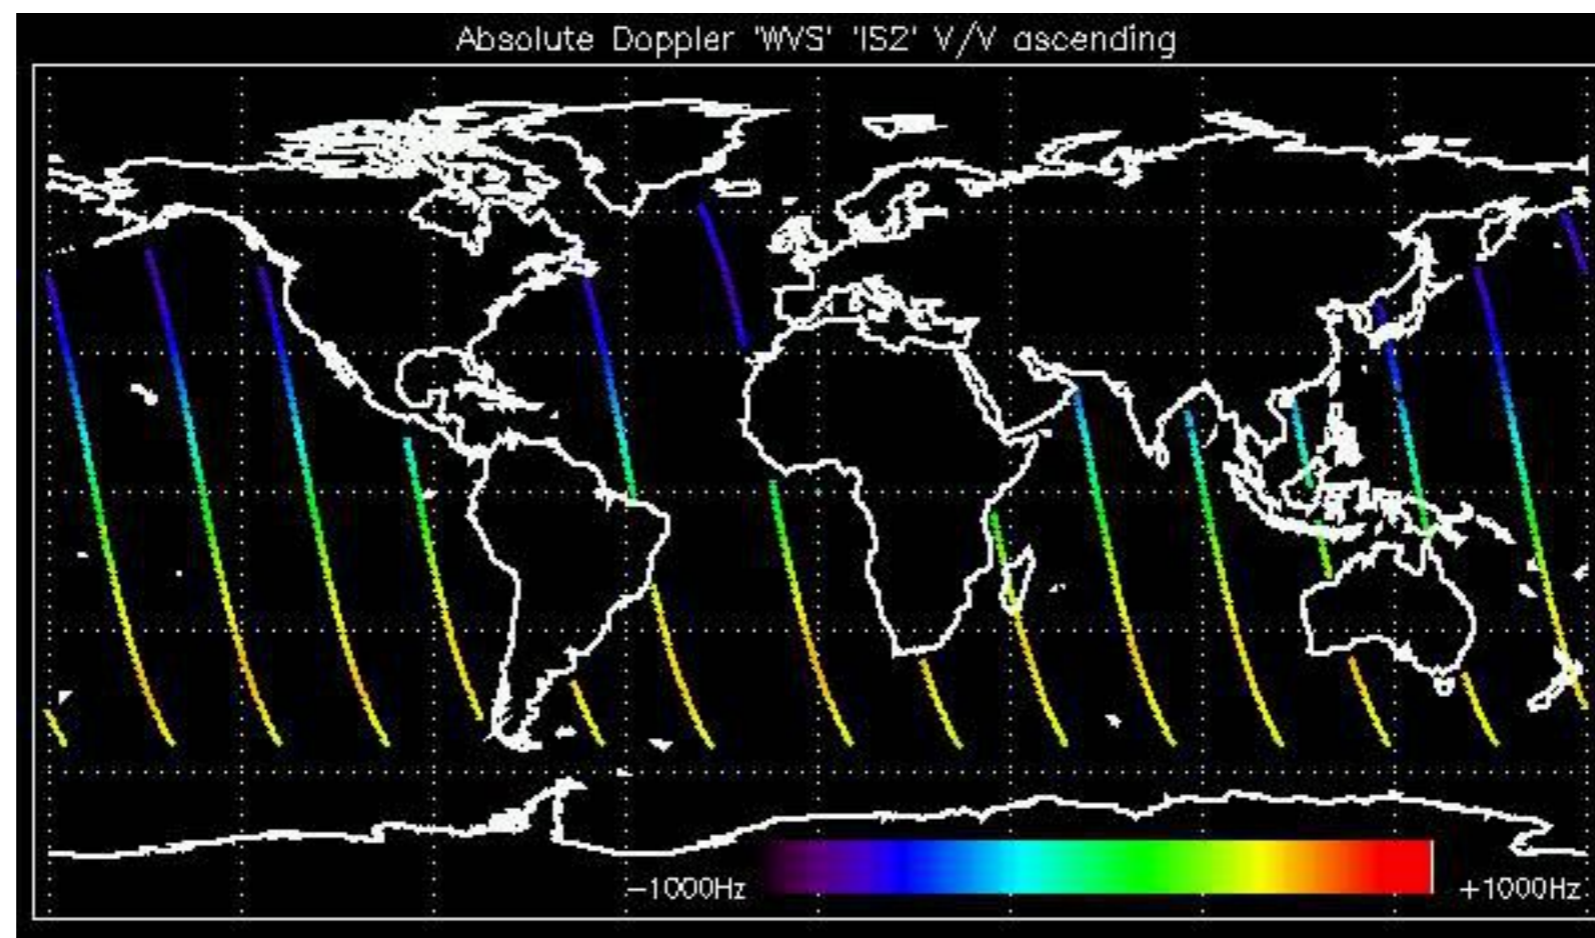 Absolute Doppler 'WVS' 'IS2' V/V ascending
-1000Hz +1000Hz